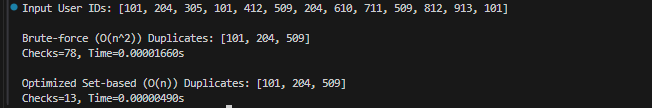 Input User IDs: [101, 204, 305, 101, 412, 509, 204, 610, 711, 509, 812, 913, 101]
Brute-force (O(n^2)) Duplicates: [101, 204, 509]
Checks=78, Time=0.00001660s
Optimized Set-based (O(n)) Duplicates: [101, 204, 509]
Checks=13, Time=0.00000490s